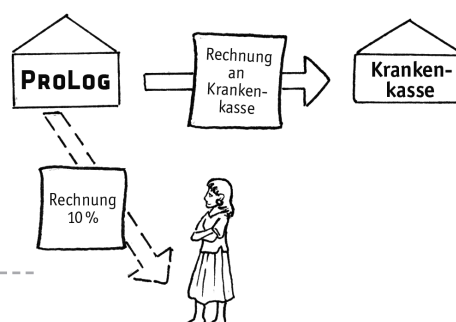 PROLOG
Rechnung
an
Kranken-
kasse
Kranken-
kasse
Rechnung
10 %